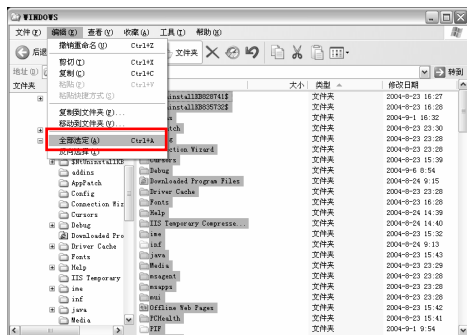 WINDOWS
文件(F) 编辑(E) 查看(V) 收藏(A) 工具(T) 帮助(H)
后退 文件夹
撤销重命名(U) Ctrl+Z
剪切(T) Ctrl+X
复制(C) Ctrl+C
粘贴(P) Ctrl+V
粘贴快捷方式(S)
复制到文件夹(F)...
移动到文件夹(V)...
全部选定(A) Ctrl+A
反向选择(I)
地址(D) 转到
文件夹
$NtUninstallKB
addins
AppPatch
Config
Connection Wiz
Cursors
Debug
Downloaded Pro
Driver Cache
Fonts
Help
IIS Temporary
ime
inf
java
Media
大小 类型 修改日期
ninstallKB828741$ 文件夹 2004-8-23 16:27
ninstallKB835732$ 文件夹 2004-8-23 16:28
文件夹 2004-9-1 16:32
tch 文件夹 2004-8-23 23:30
文件夹 2004-8-23 23:28
ction Wizard 文件夹 2004-8-23 23:28
Cursors 文件夹 2004-8-23 15:39
Debug 文件夹 2004-9-6 8:54
Downloaded Program Files 文件夹 2004-8-24 9:15
Driver Cache 文件夹 2004-8-23 23:28
Fonts 文件夹 2004-8-23 16:28
Help 文件夹 2004-8-24 14:39
IIS Temporary Compresse... 文件夹 2004-8-24 14:40
ime 文件夹 2004-8-23 15:32
inf 文件夹 2004-8-24 9:13
java 文件夹 2004-8-23 15:43
Media 文件夹 2004-8-23 23:29
msagent 文件夹 2004-8-23 23:28
msapps 文件夹 2004-8-23 23:28
mui 文件夹 2004-8-23 23:28
Offline Web Pages 文件夹 2004-8-23 15:42
PCHealth 文件夹 2004-8-23 15:41
PIF 文件夹 2004-9-1 9:54